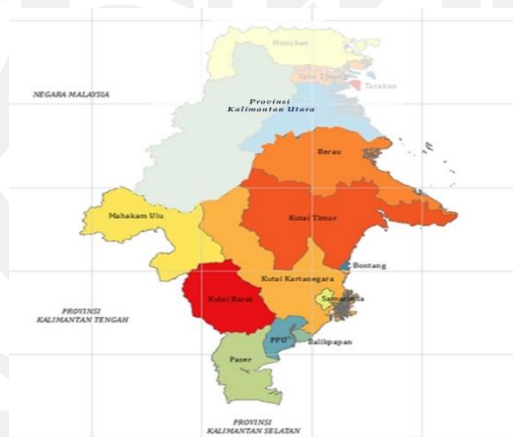 Nunukan
Tana Tidung
Tarakan
NEGARA MALAYSIA
Provinsi
Kalimantan Utara
Berau
Mahakam Ulu
Kutai Timur
Bontang
Kutai Kartanegara
Kutai Barat
Samarinda
PROVINSI
KALIMANTAN TENGAH
PPU
Balikpapan
Paser
PROVINSI
KALIMANTAN SELATAN